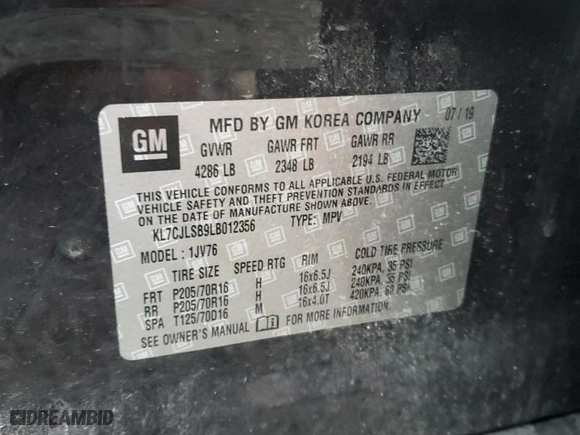 GM
MFD BY GM KOREA COMPANY 07/19
GVWR GAWR FRT GAWR RR
4286 LB 2348 LB 2194 LB
THIS VEHICLE CONFORMS TO ALL APPLICABLE U.S. FEDERAL MOTOR
VEHICLE SAFETY AND THEFT PREVENTION STANDARDS IN EFFECT
ON THE DATE OF MANUFACTURE SHOWN ABOVE.
KL7CJLSB9LB012356 TYPE: MPV
MODEL : 1JV76
TIRE SIZE SPEED RTG RIM COLD TIRE PRESSURE
FRT P205/70R16 H 16x6.5J 240KPA, 35 PSI
RR P205/70R16 H 16x6.5J 240KPA, 35 PSI
SPA T125/70D16 M 16x4.0T 420KPA, 60 PSI
SEE OWNER'S MANUAL FOR MORE INFORMATION.
DREAMBID